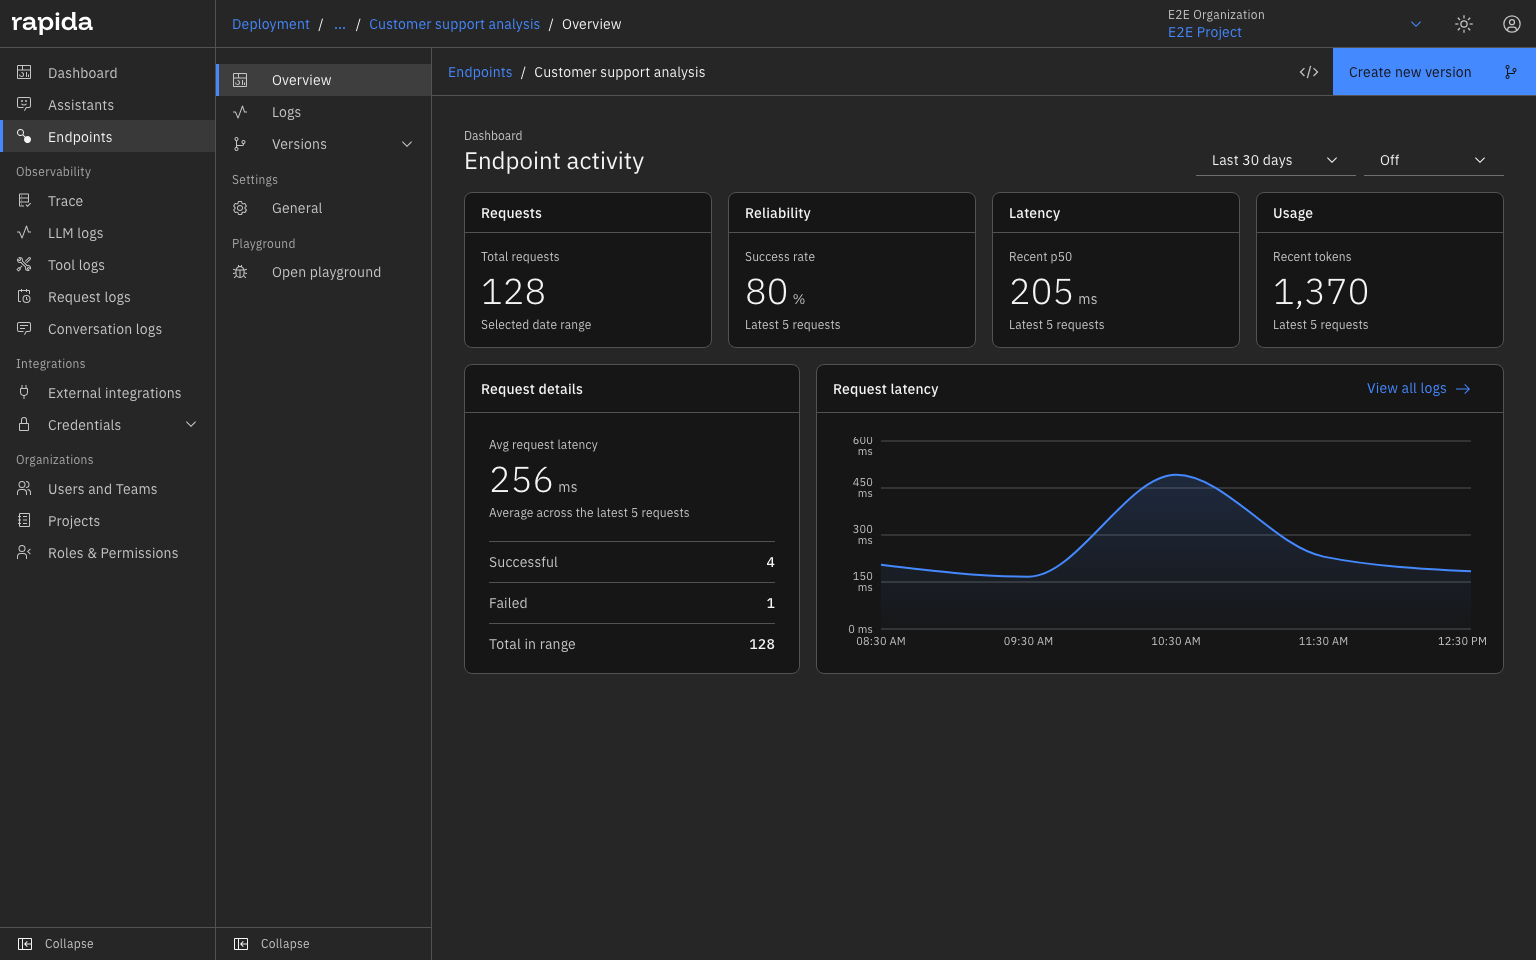 rapida
Deployment / ... / Customer support analysis / Overview
E2E Organization
E2E Project
Dashboard
Assistants
Endpoints
Observability
Trace
LLM logs
Tool logs
Request logs
Conversation logs
Integrations
External integrations
Credentials
Organizations
Users and Teams
Projects
Roles & Permissions
Collapse
Overview
Logs
Versions
Settings
General
Playground
Open playground
Collapse
Endpoints / Customer support analysis
</>
Create new version
Dashboard
Endpoint activity
Last 30 days
Off
Requests
Total requests
128
Selected date range
Reliability
Success rate
80 %
Latest 5 requests
Latency
Recent p50
205 ms
Latest 5 requests
Usage
Recent tokens
1,370
Latest 5 requests
Request details
Avg request latency
256 ms
Average across the latest 5 requests
Successful 4
Failed 1
Total in range 128
Request latency
View all logs
600
ms
450
ms
300
ms
150
ms
0 ms
08:30 AM 09:30 AM 10:30 AM 11:30 AM 12:30 PM